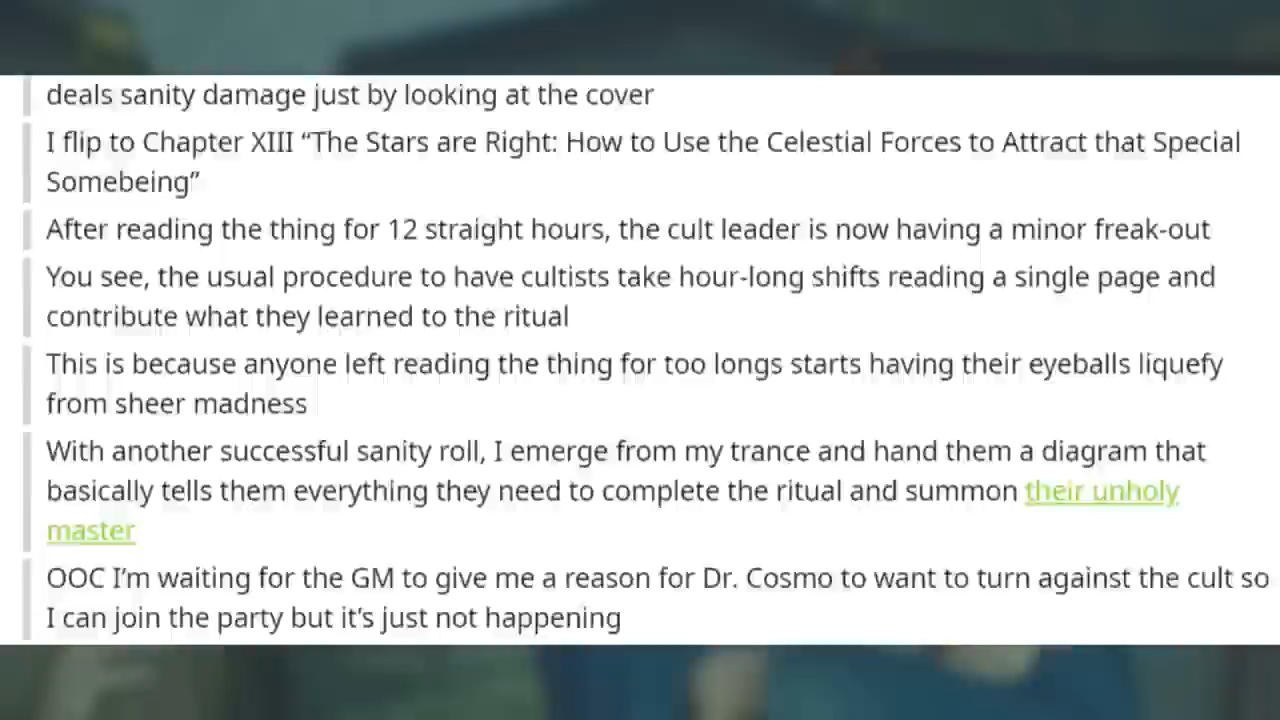 deals sanity damage just by looking at the cover
I flip to Chapter XIII “The Stars are Right: How to Use the Celestial Forces to Attract that Special
Somebeing”
After reading the thing for 12 straight hours, the cult leader is now having a minor freak-out
You see, the usual procedure to have cultists take hour-long shifts reading a single page and
contribute what they learned to the ritual
This is because anyone left reading the thing for too longs starts having their eyeballs liquefy
from sheer madness
With another successful sanity roll, I emerge from my trance and hand them a diagram that
basically tells them everything they need to complete the ritual and summon their unholy
master
OOC I’m waiting for the GM to give me a reason for Dr. Cosmo to want to turn against the cult so
I can join the party but it’s just not happening